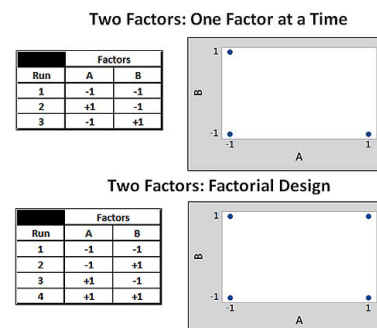 Two Factors: One Factor at a Time
Factors
Run A B
1 -1 -1
2 +1 -1
3 -1 +1
1
B
-1
-1 1
A
Two Factors: Factorial Design
Factors
Run A B
1 -1 -1
2 -1 +1
3 +1 -1
4 +1 +1
1
B
-1
-1 1
A